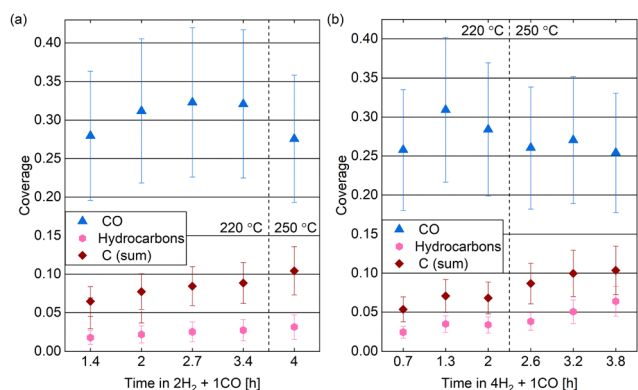 (a)
220 °C 250 °C
0.40
0.35
0.30
0.25
0.20
Coverage
CO
Hydrocarbons
C (sum)
220 °C 250 °C
0.15
0.10
0.05
0.00
1.4 2 2.7 3.4 4
Time in 2H₂ + 1CO [h]
(b)
220 °C 250 °C
0.40
0.35
0.30
0.25
0.20
Coverage
CO
Hydrocarbons
C (sum)
0.15
0.10
0.05
0.00
0.7 1.3 2 2.6 3.2 3.8
Time in 4H₂ + 1CO [h]